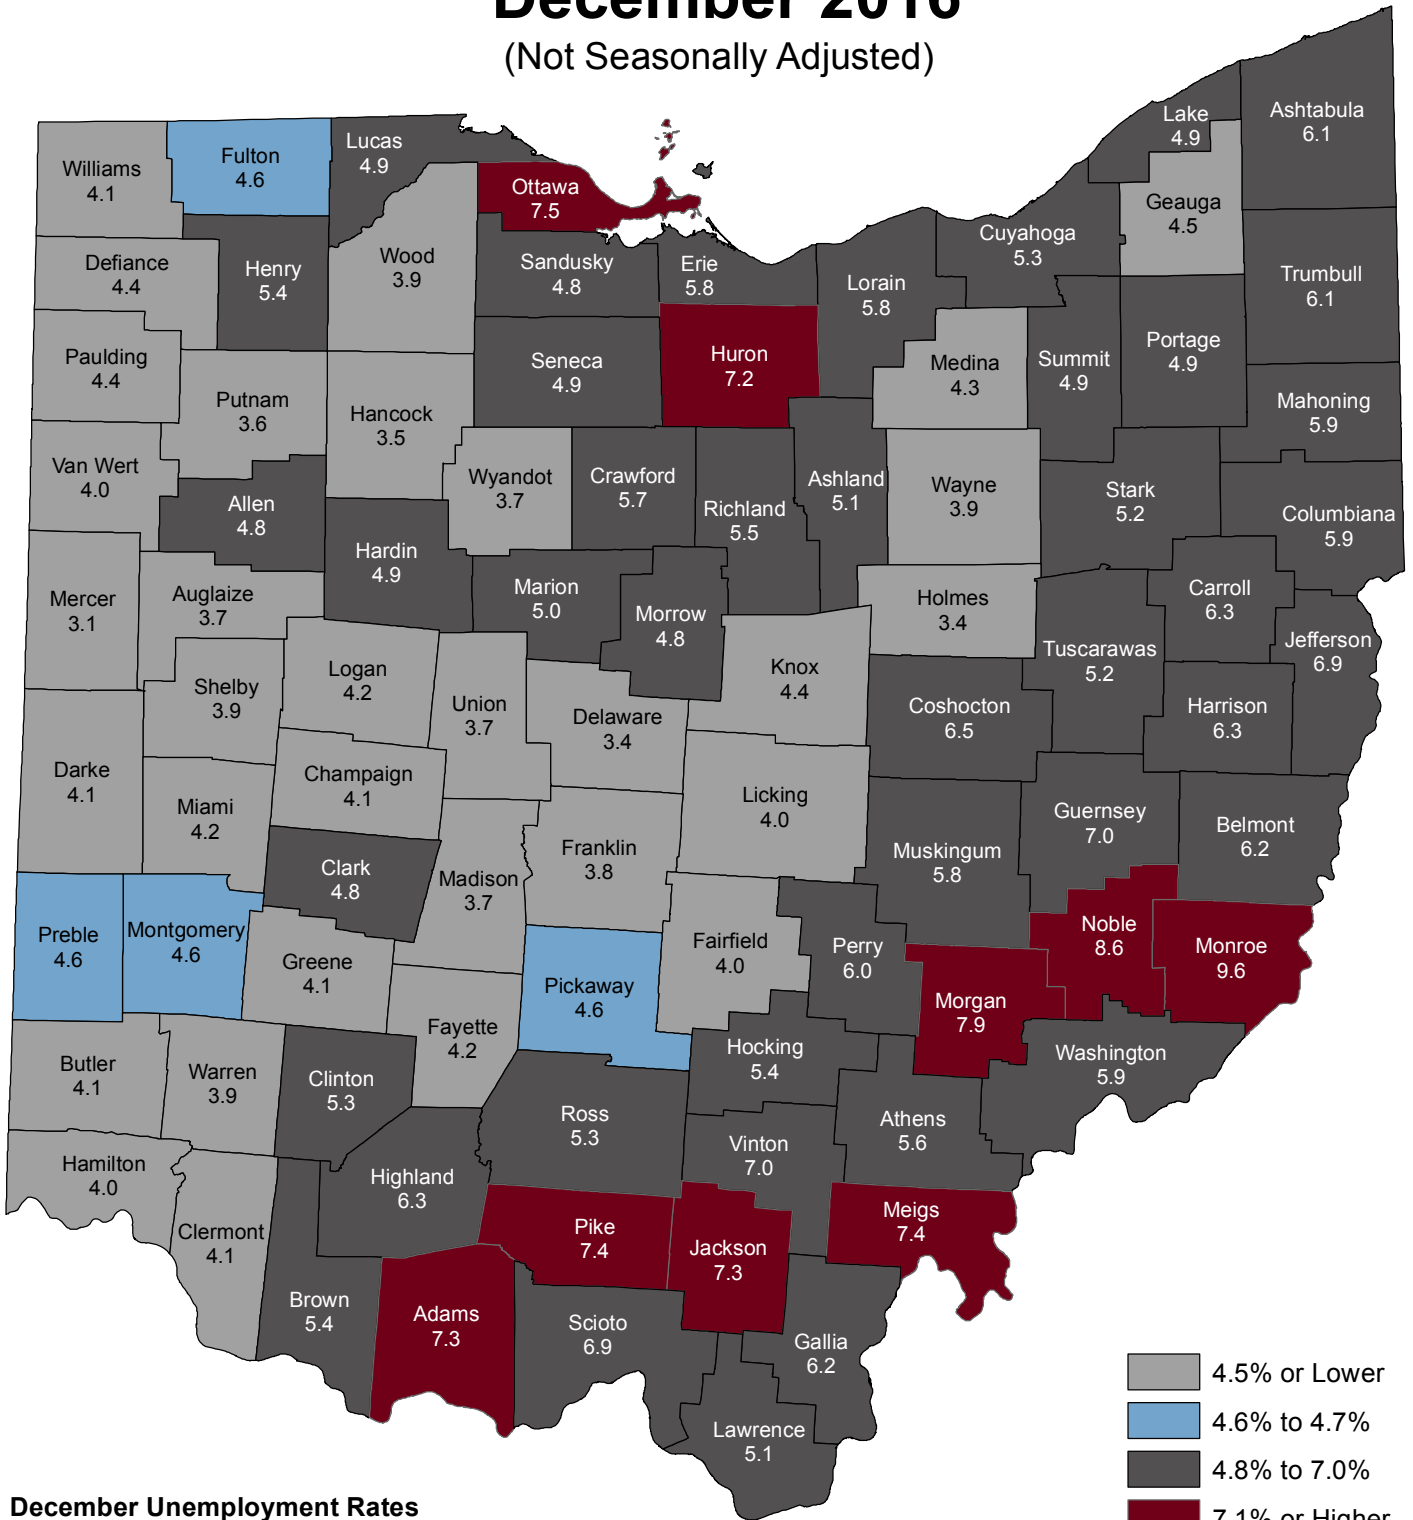 December 2016
(Not Seasonally Adjusted)
Lake
4.9
Ashtabula
6.1
Williams
4.1
Fulton
4.6
Lucas
4.9
Ottawa
7.5
Geauga
4.5
Defiance
4.4
Henry
5.4
Wood
3.9
Sandusky
4.8
Erie
5.8
Lorain
5.8
Cuyahoga
5.3
Trumbull
6.1
Paulding
4.4
Putnam
3.6
Hancock
3.5
Seneca
4.9
Huron
7.2
Medina
4.3
Summit
4.9
Portage
4.9
Mahoning
5.9
Van Wert
4.0
Allen
4.8
Wyandot
3.7
Crawford
5.7
Richland
5.5
Ashland
5.1
Wayne
3.9
Stark
5.2
Columbiana
5.9
Mercer
3.1
Auglaize
3.7
Hardin
4.9
Marion
5.0
Morrow
4.8
Holmes
3.4
Carroll
6.3
Jefferson
6.9
Tuscarawas
5.2
Shelby
3.9
Logan
4.2
Union
3.7
Delaware
3.4
Knox
4.4
Coshocton
6.5
Harrison
6.3
Darke
4.1
Miami
4.2
Champaign
4.1
Licking
4.0
Guernsey
7.0
Belmont
6.2
Clark
4.8
Madison
3.7
Franklin
3.8
Muskingum
5.8
Preble
4.6
Montgomery
4.6
Greene
4.1
Pickaway
4.6
Fairfield
4.0
Perry
6.0
Morgan
7.9
Noble
8.6
Monroe
9.6
Fayette
4.2
Butler
4.1
Warren
3.9
Clinton
5.3
Hocking
5.4
Washington
5.9
Ross
5.3
Vinton
7.0
Athens
5.6
Hamilton
4.0
Clermont
4.1
Highland
6.3
Pike
7.4
Jackson
7.3
Meigs
7.4
Brown
5.4
Adams
7.3
Scioto
6.9
Gallia
6.2
Lawrence
5.1
4.5% or Lower
4.6% to 4.7%
4.8% to 7.0%
7.1% or Higher
December Unemployment Rates